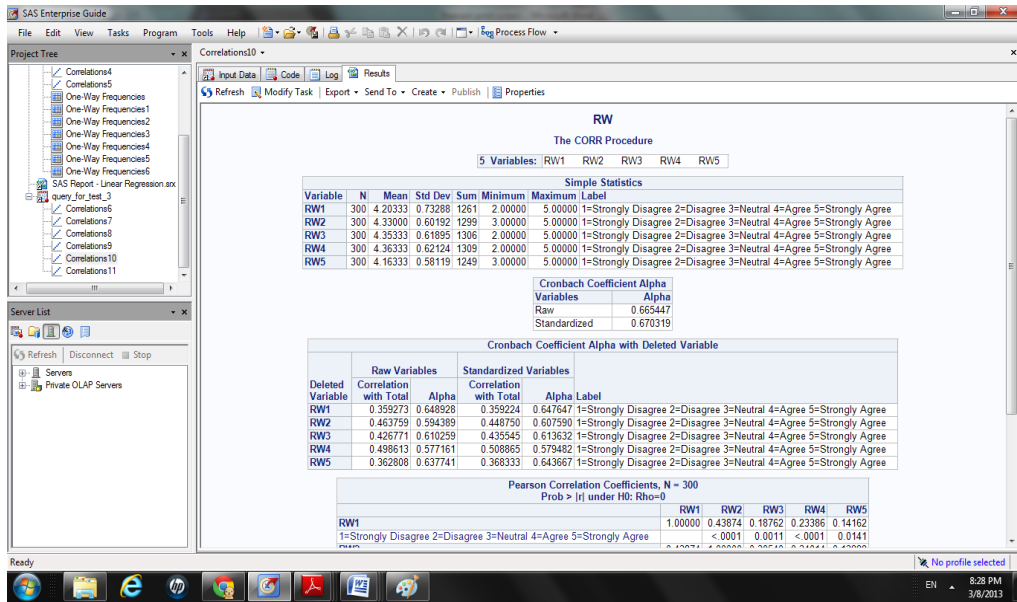 SAS Enterprise Guide
File Edit View Tasks Program Tools Help Process Flow
Project Tree
Correlations4
Correlations5
One-Way Frequencies
One-Way Frequencies1
One-Way Frequencies2
One-Way Frequencies3
One-Way Frequencies4
One-Way Frequencies5
One-Way Frequencies6
SAS Report - Linear Regression.srx
query_for_test_3
Correlations6
Correlations7
Correlations8
Correlations9
Correlations10
Correlations11
Server List
Refresh Disconnect Stop
Servers
Private OLAP Servers
Correlations10
Input Data Code Log Results
Refresh Modify Task Export Send To Create Publish Properties
RW
The CORR Procedure
5 Variables: RW1 RW2 RW3 RW4 RW5
Simple Statistics
Variable N Mean Std Dev Sum Minimum Maximum Label
RW1 300 4.20333 0.73288 1261 2.00000 5.00000 1=Strongly Disagree 2=Disagree 3=Neutral 4=Agree 5=Strongly Agree
RW2 300 4.33000 0.60192 1299 3.00000 5.00000 1=Strongly Disagree 2=Disagree 3=Neutral 4=Agree 5=Strongly Agree
RW3 300 4.35333 0.61895 1306 2.00000 5.00000 1=Strongly Disagree 2=Disagree 3=Neutral 4=Agree 5=Strongly Agree
RW4 300 4.36333 0.62124 1309 2.00000 5.00000 1=Strongly Disagree 2=Disagree 3=Neutral 4=Agree 5=Strongly Agree
RW5 300 4.16333 0.58119 1249 3.00000 5.00000 1=Strongly Disagree 2=Disagree 3=Neutral 4=Agree 5=Strongly Agree
Cronbach Coefficient Alpha
Variables Alpha
Raw 0.665447
Standardized 0.670319
Cronbach Coefficient Alpha with Deleted Variable
Raw Variables Standardized Variables
Deleted Correlation Correlation
Variable with Total Alpha with Total Alpha Label
RW1 0.359273 0.648928 0.359224 0.647647 1=Strongly Disagree 2=Disagree 3=Neutral 4=Agree 5=Strongly Agree
RW2 0.463759 0.594389 0.448750 0.607590 1=Strongly Disagree 2=Disagree 3=Neutral 4=Agree 5=Strongly Agree
RW3 0.426771 0.610259 0.435545 0.613632 1=Strongly Disagree 2=Disagree 3=Neutral 4=Agree 5=Strongly Agree
RW4 0.498613 0.577161 0.508865 0.579482 1=Strongly Disagree 2=Disagree 3=Neutral 4=Agree 5=Strongly Agree
RW5 0.362808 0.637741 0.368333 0.643667 1=Strongly Disagree 2=Disagree 3=Neutral 4=Agree 5=Strongly Agree
Pearson Correlation Coefficients, N = 300
Prob > |r| under H0: Rho=0
RW1 RW2 RW3 RW4 RW5
RW1 1.00000 0.43874 0.18762 0.23386 0.14162
1=Strongly Disagree 2=Disagree 3=Neutral 4=Agree 5=Strongly Agree <.0001 0.0011 <.0001 0.0141
Ready
No profile selected
EN
8:28 PM
3/8/2013